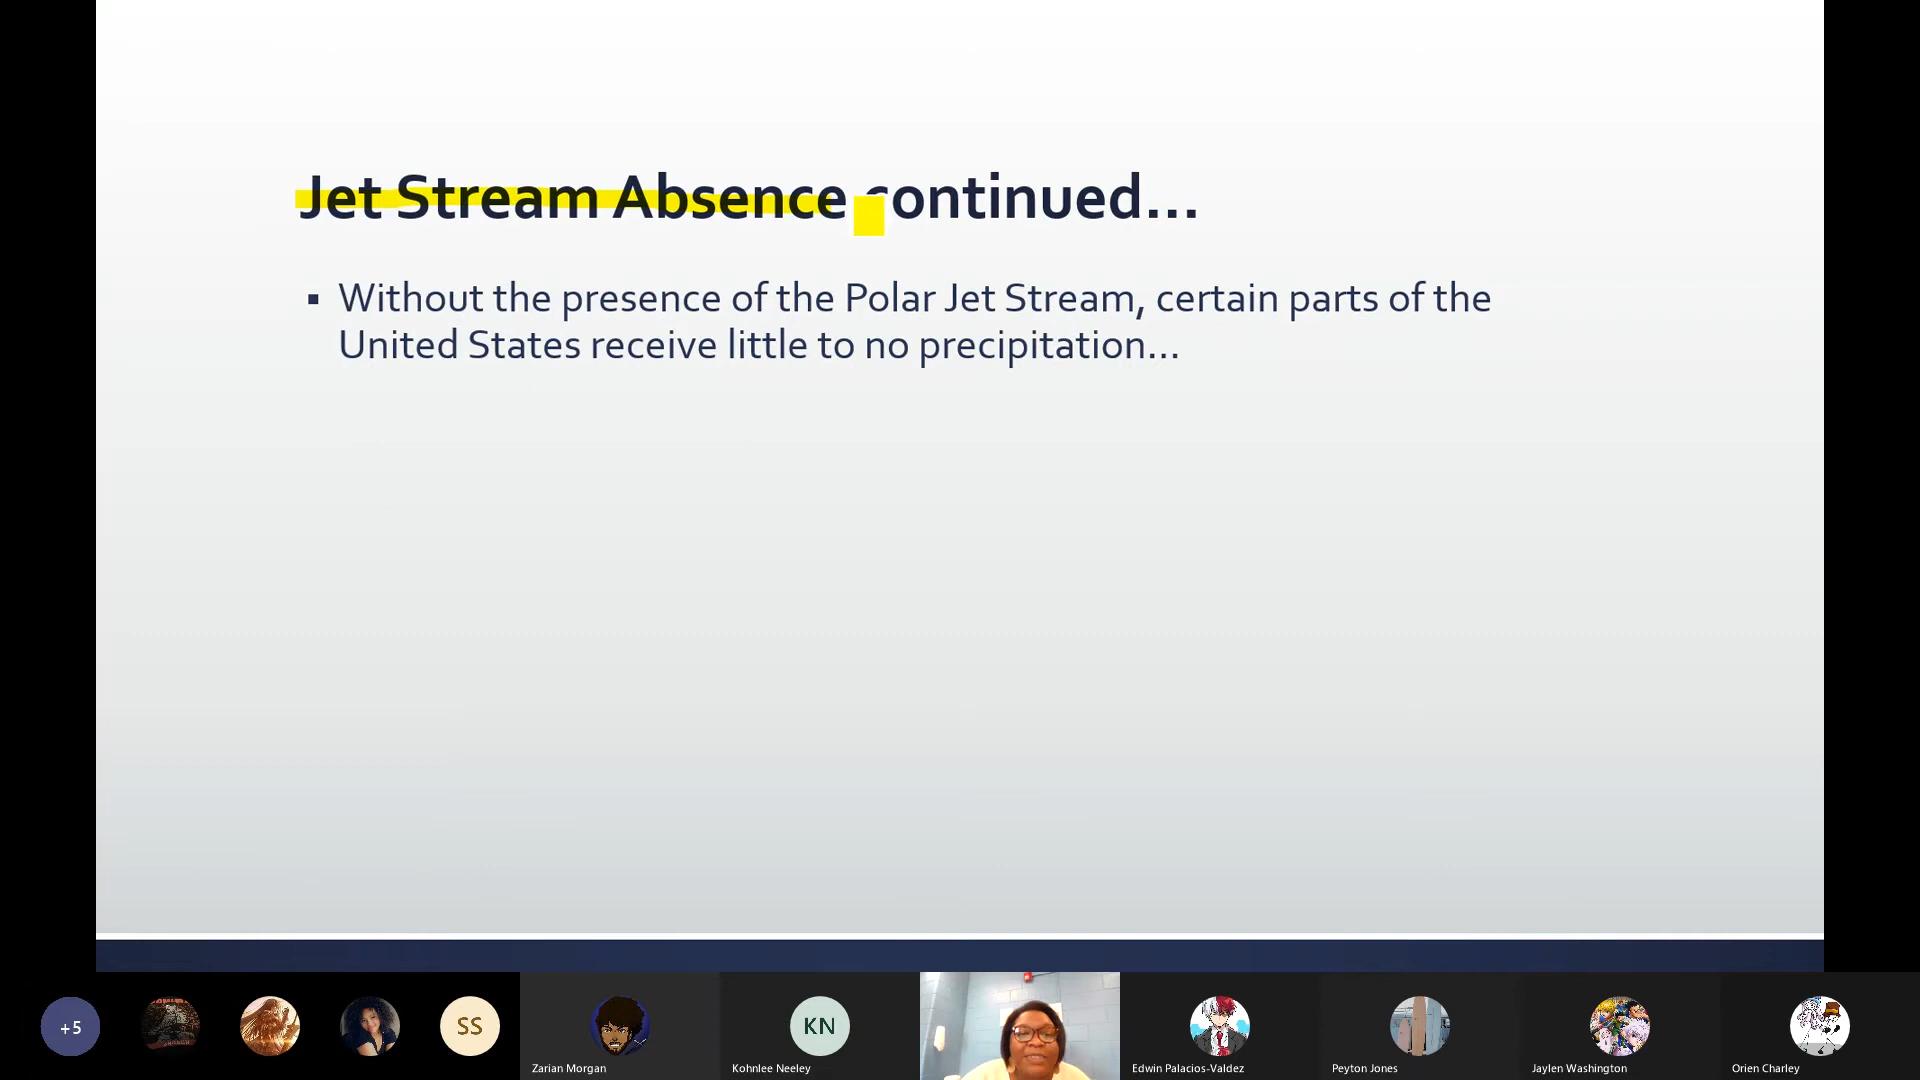 Jet Stream Absence continued...
▪ Without the presence of the Polar Jet Stream, certain parts of the
United States receive little to no precipitation...
+5
SS
KN
Zarian Morgan
Kohnlee Neeley
Edwin Palacios-Valdez
Peyton Jones
Jaylen Washington
Orien Charley